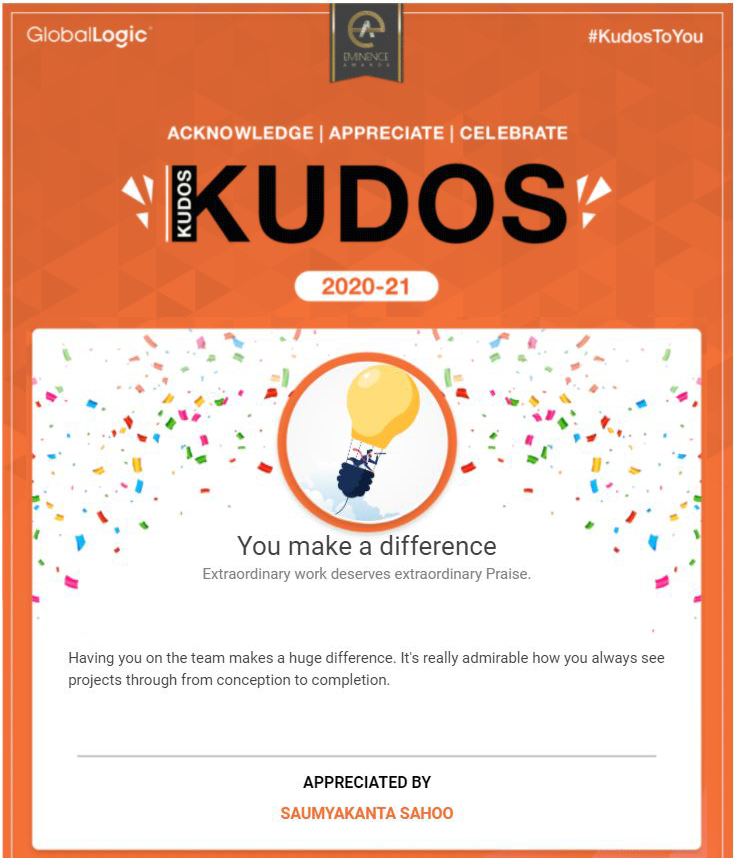 GlobalLogic
EMINENCE
AWARDS
#KudosToYou
ACKNOWLEDGE | APPRECIATE | CELEBRATE
KUDOS
KUDOS
2020-21
You make a difference
Extraordinary work deserves extraordinary Praise.
Having you on the team makes a huge difference. It's really admirable how you always see
projects through from conception to completion.
APPRECIATED BY
SAUMYAKANTA SAHOO